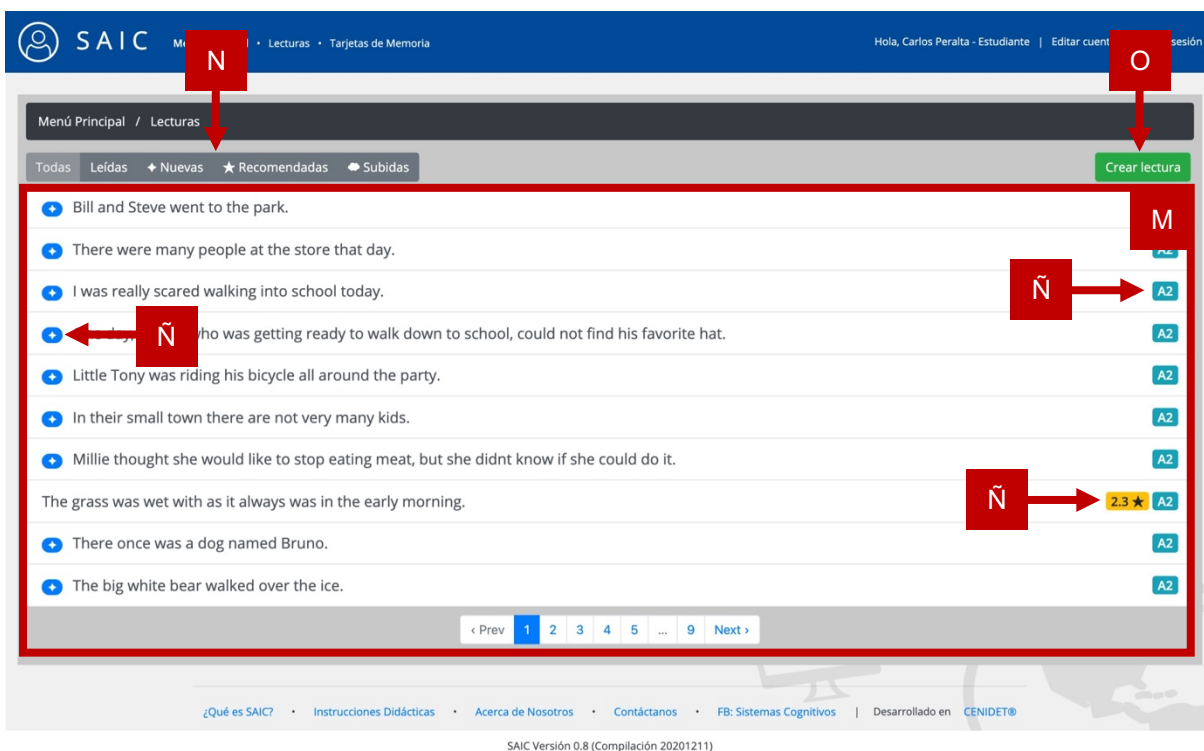 SAIC • Lecturas • Tarjetas de Memoria Hola, Carlos Peralta - Estudiante | Editar sesión
N
O
Menú Principal / Lecturas
Todas Leídas Nuevas Recomendadas Subidas Crear lectura
M
Bill and Steve went to the park.
There were many people at the store that day. A2
I was really scared walking into school today. Ñ A2
Ñ who was getting ready to walk down to school, could not find his favorite hat. A2
Little Tony was riding his bicycle all around the party. A2
In their small town there are not very many kids. A2
Millie thought she would like to stop eating meat, but she didnt know if she could do it. A2
The grass was wet with as it always was in the early morning. Ñ 2.3 ★ A2
There once was a dog named Bruno. A2
The big white bear walked over the ice. A2
‹ Prev 1 2 3 4 5 ... 9 Next ›
¿Qué es SAIC? • Instrucciones Didácticas • Acerca de Nosotros • Contáctanos • FB: Sistemas Cognitivos | Desarrollado en CENIDET®
SAIC Versión 0.8 (Compilación 20201211)